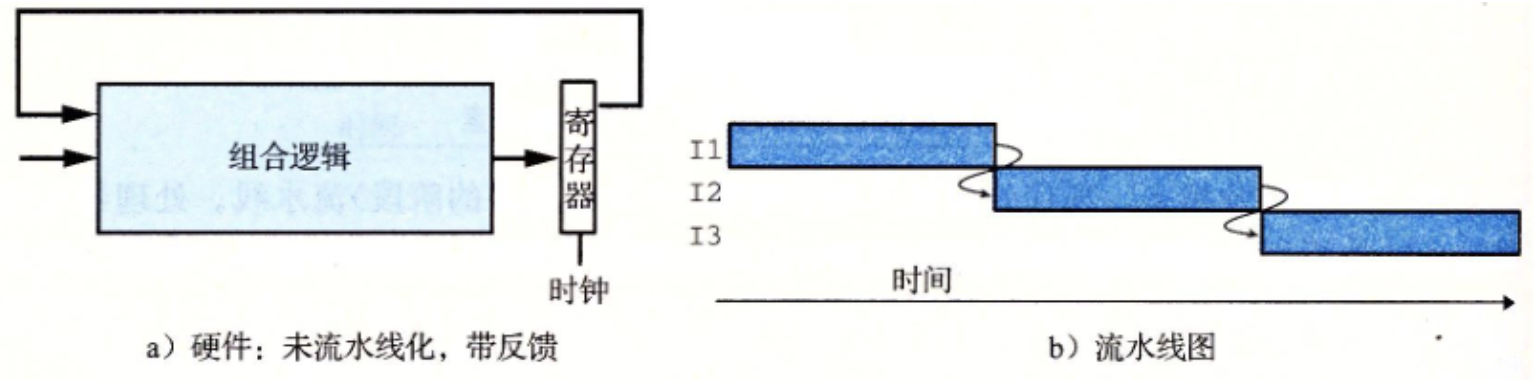 组合逻辑
寄存器
时钟
a）硬件：未流水线化，带反馈
I1
I2
I3
时间
b）流水线图